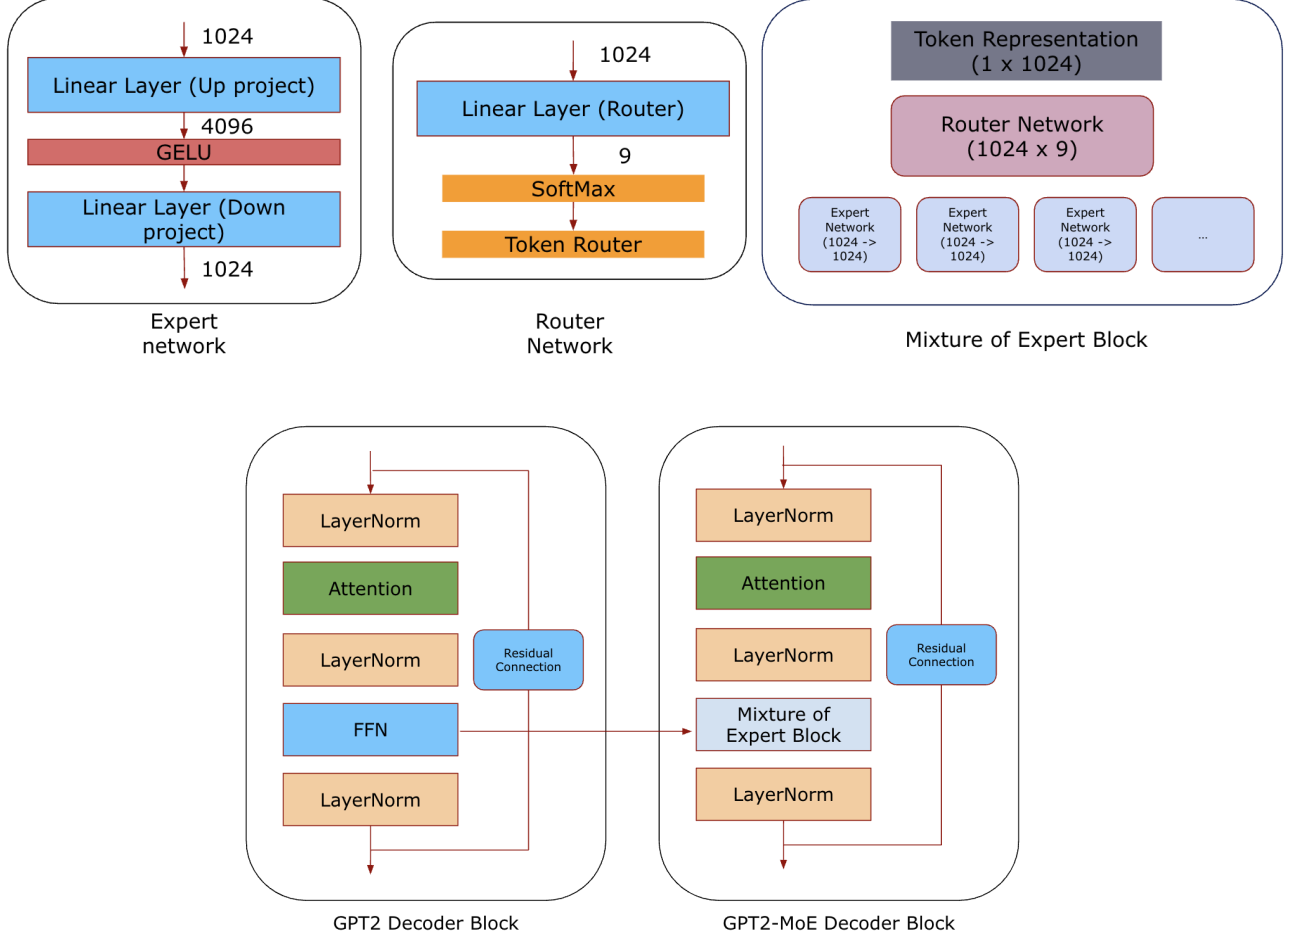 1024
Linear Layer (Up project)
4096
GELU
Linear Layer (Down
project)
1024
Expert
network
1024
Linear Layer (Router)
9
SoftMax
Token Router
Router
Network
Token Representation
(1 x 1024)
Router Network
(1024 x 9)
Expert
Network
(1024 ->
1024)
Expert
Network
(1024 ->
1024)
Expert
Network
(1024 ->
1024)
...
Mixture of Expert Block
LayerNorm
Attention
LayerNorm
FFN
LayerNorm
Residual
Connection
GPT2 Decoder Block
LayerNorm
Attention
LayerNorm
Mixture of
Expert Block
LayerNorm
Residual
Connection
GPT2-MoE Decoder Block